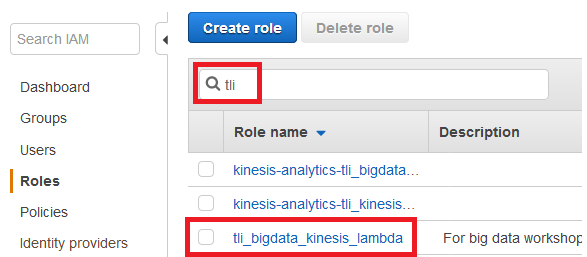 Create role Delete role
Search IAM
tli
Dashboard
Groups
Role name Description
Users
kinesis-analytics-tli_bigdata...
Roles
kinesis-analytics-tli_kinesis...
Policies
tli_bigdata_kinesis_lambda For big data workshop
Identity providers